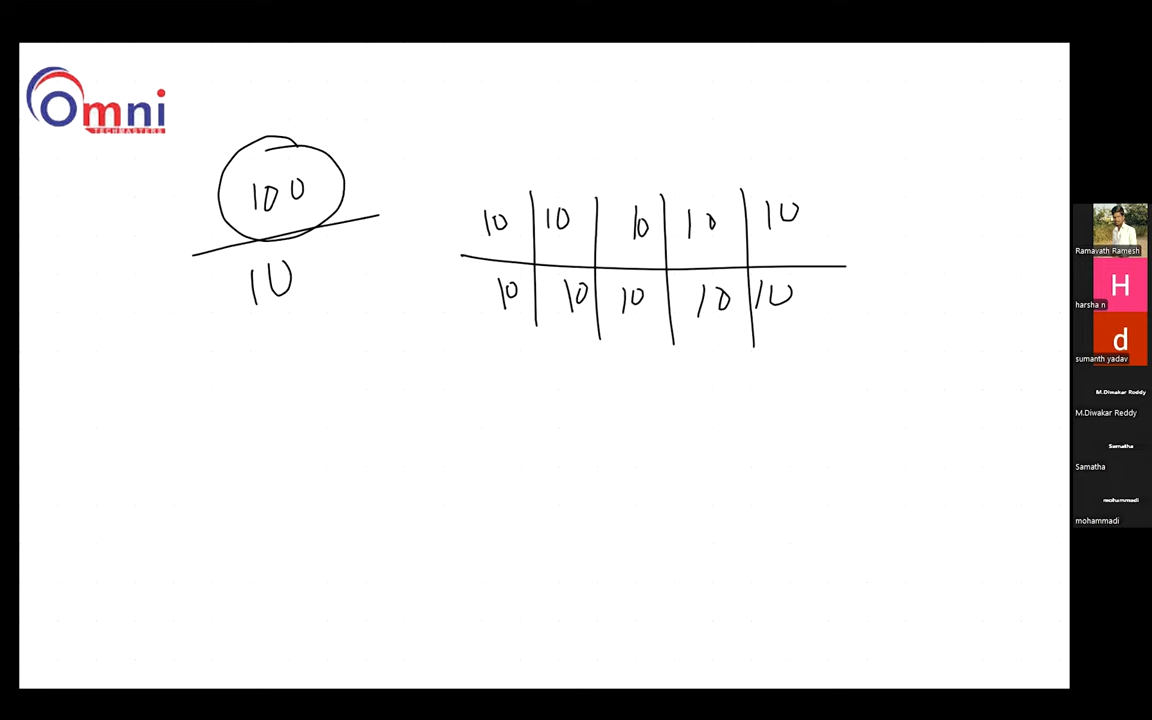 Omni
TECHMASTERS
100
10
10 10 10 10 10
10 10 10 10 10
Ramavath Ramesh
H
harsha n
d
sumanth yadav
M.Diwakar Reddy
M.Diwakar Reddy
Samatha
Samatha
mohammadi
mohammadi